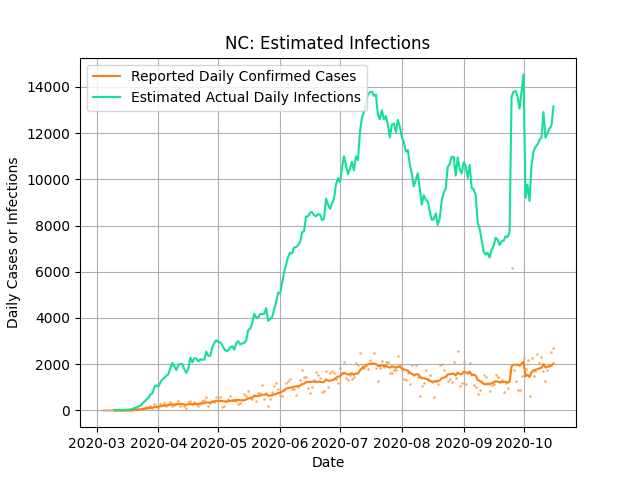 NC: Estimated Infections
Reported Daily Confirmed Cases
Estimated Actual Daily Infections
Daily Cases or Infections
14000
12000
10000
8000
6000
4000
2000
0
2020-03 2020-04 2020-05 2020-06 2020-07 2020-08 2020-09 2020-10
Date